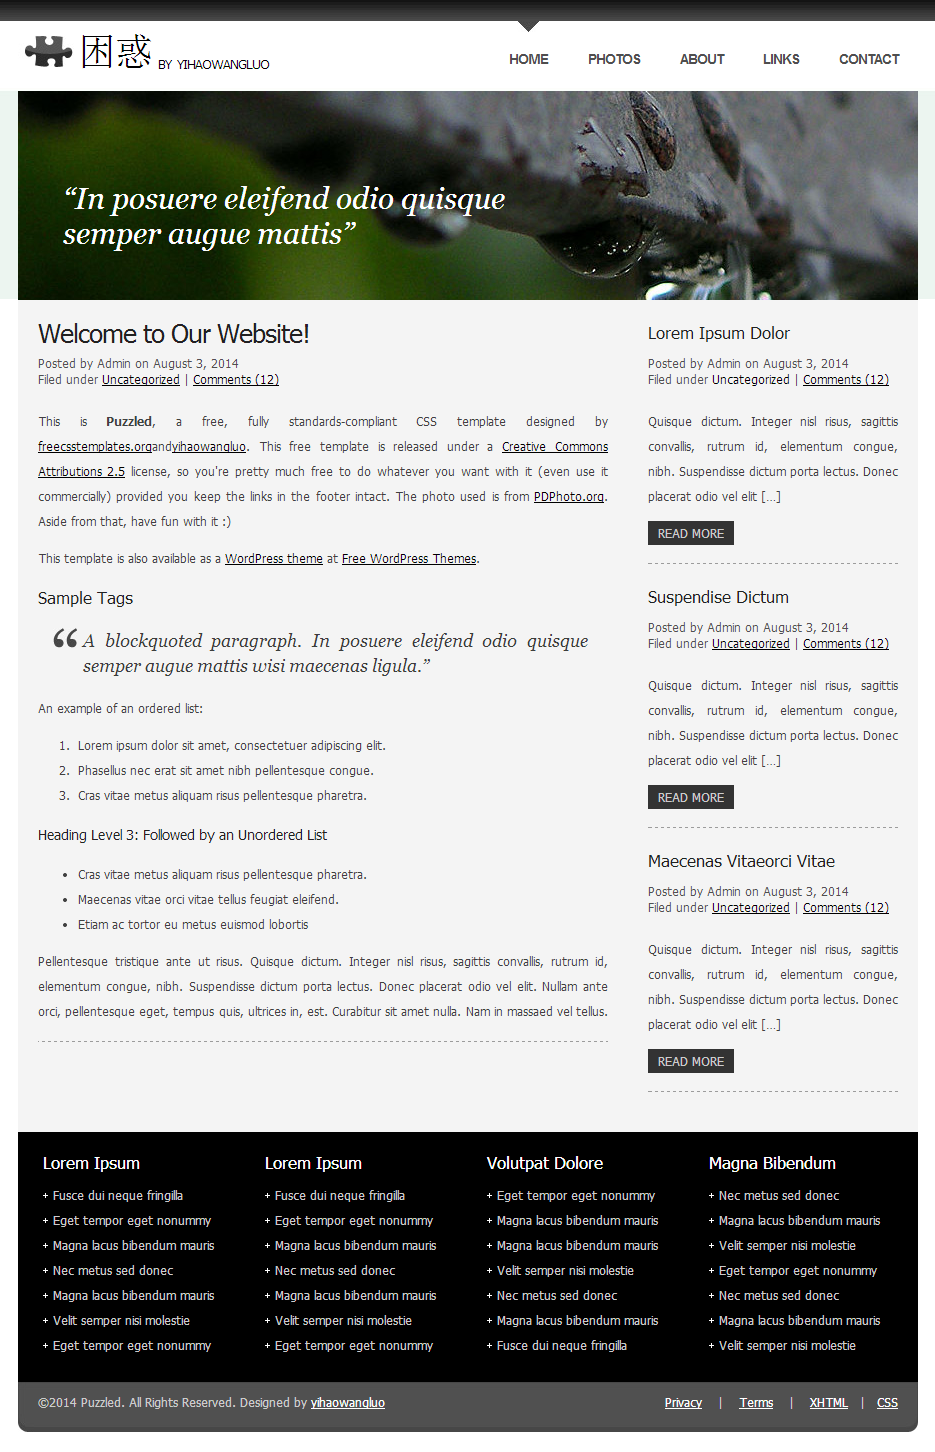 困惑 BY YIHAOWANGLUO
HOME PHOTOS ABOUT LINKS CONTACT
“In posuere eleifend odio quisque
semper augue mattis”
Welcome to Our Website!
Posted by Admin on August 3, 2014
Filed under Uncategorized | Comments (12)
This is Puzzled, a free, fully standards-compliant CSS template designed by
freecsstemplates.organdyihaowangluo. This free template is released under a Creative Commons
Attributions 2.5 license, so you're pretty much free to do whatever you want with it (even use it
commercially) provided you keep the links in the footer intact. The photo used is from PDPhoto.org.
Aside from that, have fun with it :)
This template is also available as a WordPress theme at Free WordPress Themes.
Sample Tags
“ A blockquoted paragraph. In posuere eleifend odio quisque
semper augue mattis wisi maecenas ligula.”
An example of an ordered list:
1. Lorem ipsum dolor sit amet, consectetuer adipiscing elit.
2. Phasellus nec erat sit amet nibh pellentesque congue.
3. Cras vitae metus aliquam risus pellentesque pharetra.
Heading Level 3: Followed by an Unordered List
• Cras vitae metus aliquam risus pellentesque pharetra.
• Maecenas vitae orci vitae tellus feugiat eleifend.
• Etiam ac tortor eu metus euismod lobortis
Pellentesque tristique ante ut risus. Quisque dictum. Integer nisl risus, sagittis convallis, rutrum id,
elementum congue, nibh. Suspendisse dictum porta lectus. Donec placerat odio vel elit. Nullam ante
orci, pellentesque eget, tempus quis, ultrices in, est. Curabitur sit amet nulla. Nam in massaed vel tellus.
Lorem Ipsum Dolor
Posted by Admin on August 3, 2014
Filed under Uncategorized | Comments (12)
Quisque dictum. Integer nisl risus, sagittis
convallis, rutrum id, elementum congue,
nibh. Suspendisse dictum porta lectus. Donec
placerat odio vel elit […]
READ MORE
Suspendise Dictum
Posted by Admin on August 3, 2014
Filed under Uncategorized | Comments (12)
Quisque dictum. Integer nisl risus, sagittis
convallis, rutrum id, elementum congue,
nibh. Suspendisse dictum porta lectus. Donec
placerat odio vel elit […]
READ MORE
Maecenas Vitaeorci Vitae
Posted by Admin on August 3, 2014
Filed under Uncategorized | Comments (12)
Quisque dictum. Integer nisl risus, sagittis
convallis, rutrum id, elementum congue,
nibh. Suspendisse dictum porta lectus. Donec
placerat odio vel elit […]
READ MORE
Lorem Ipsum
Fusce dui neque fringilla
Eget tempor eget nonummy
Magna lacus bibendum mauris
Nec metus sed donec
Magna lacus bibendum mauris
Velit semper nisi molestie
Eget tempor eget nonummy
Lorem Ipsum
Fusce dui neque fringilla
Eget tempor eget nonummy
Magna lacus bibendum mauris
Nec metus sed donec
Magna lacus bibendum mauris
Velit semper nisi molestie
Eget tempor eget nonummy
Volutpat Dolore
Eget tempor eget nonummy
Magna lacus bibendum mauris
Magna lacus bibendum mauris
Velit semper nisi molestie
Nec metus sed donec
Magna lacus bibendum mauris
Fusce dui neque fringilla
Magna Bibendum
Nec metus sed donec
Magna lacus bibendum mauris
Velit semper nisi molestie
Eget tempor eget nonummy
Nec metus sed donec
Magna lacus bibendum mauris
Velit semper nisi molestie
©2014 Puzzled. All Rights Reserved. Designed by yihaowangluo
Privacy | Terms | XHTML | CSS